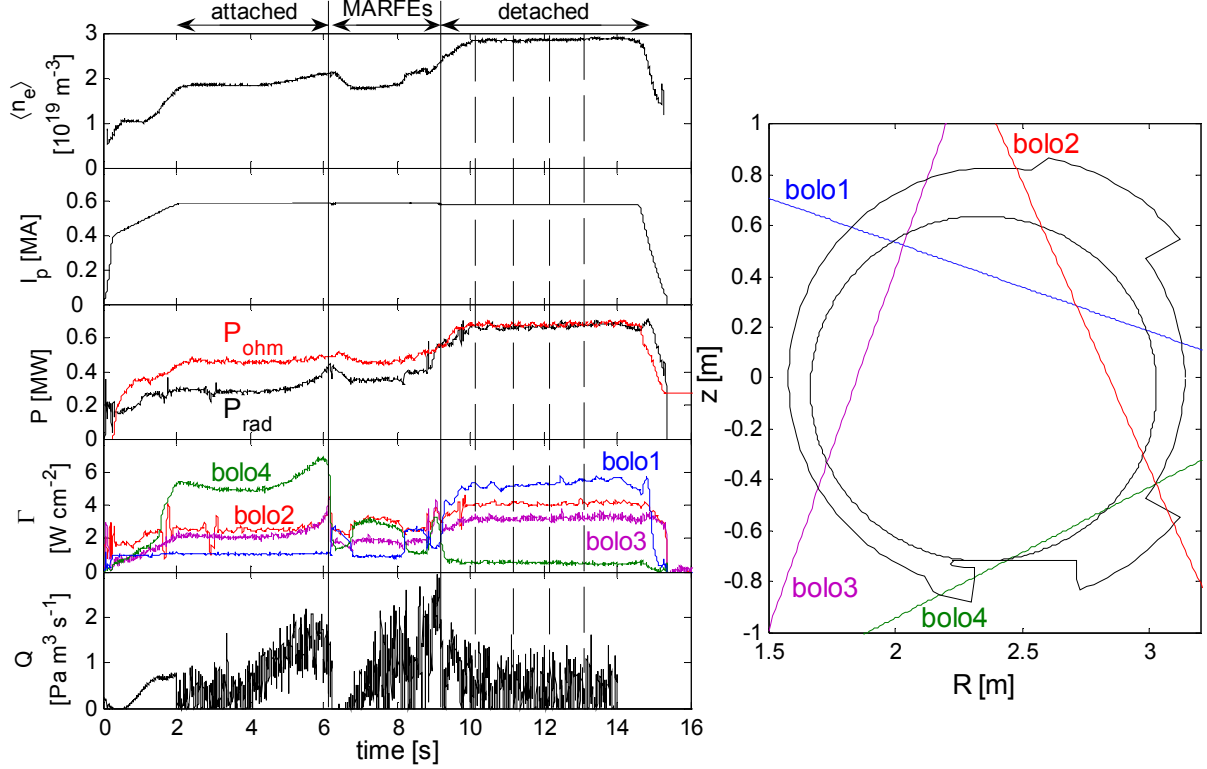 attached MARFEs detached
3
2
1
0
⟨n_e⟩
[10^19 m^-3]
0.6
0.4
0.2
0
I_p [MA]
0.6
0.4
0.2
0
P [MW]
P_ohm
P_rad
6
4
2
0
Γ
[W cm^-2]
bolo4
bolo2
bolo1
bolo3
2
1
0
Q
[Pa m^3 s^-1]
0 2 4 6 8 10 12 14 16
time [s]
1
0.8
0.6
0.4
0.2
0
-0.2
-0.4
-0.6
-0.8
-1
z [m]
bolo2
bolo1
bolo3
bolo4
1.5 2 2.5 3
R [m]